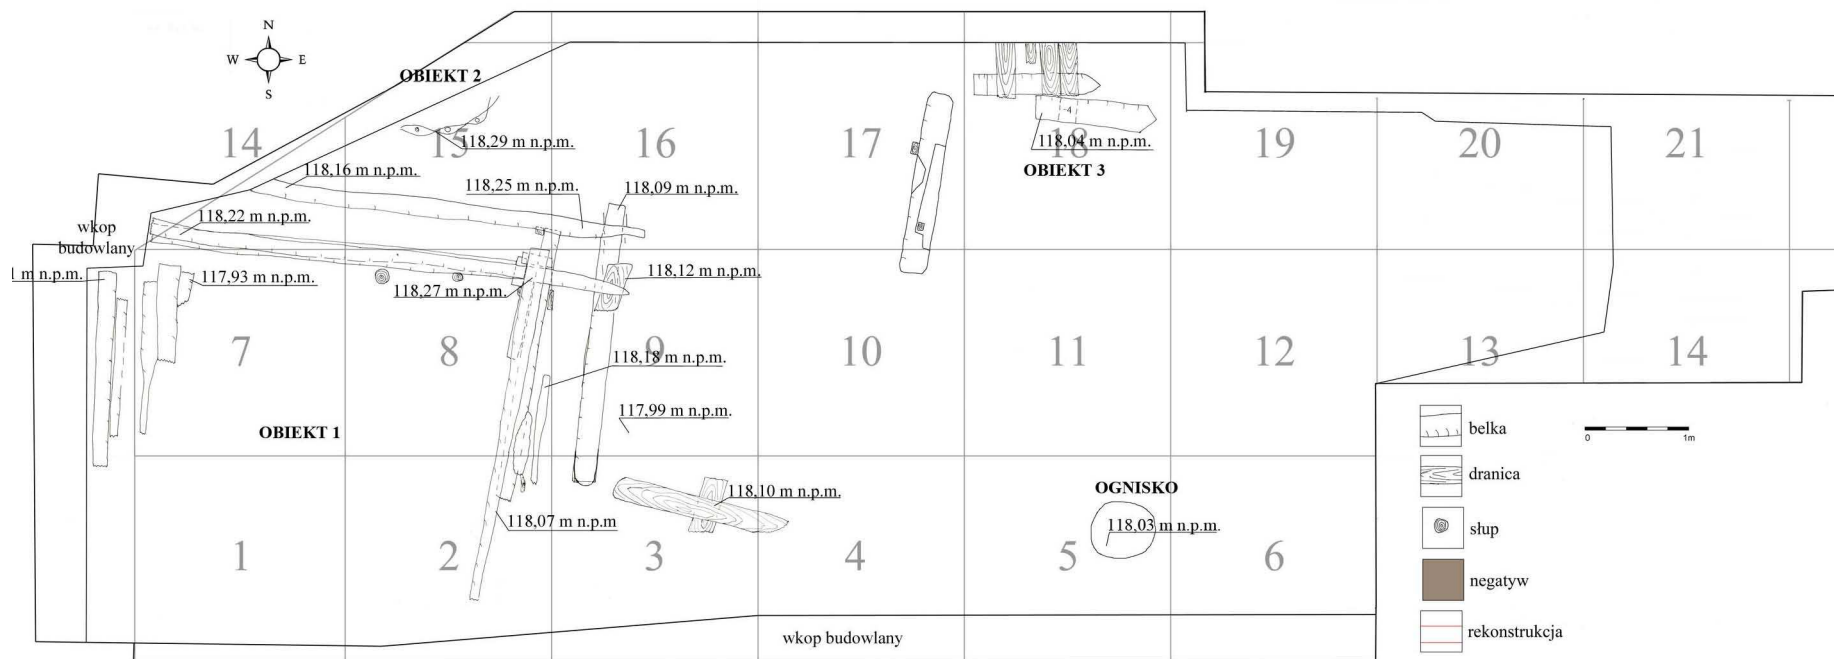 N
W E
S
OBIEKT 2
14
15
16
17
18
19
20
21
118,29 m n.p.m.
118,04 m n.p.m.
-4
OBIEKT 3
118,16 m n.p.m.
118,25 m n.p.m.
118,09 m n.p.m.
118,22 m n.p.m.
wkop
budowlany
1 m n.p.m.
117,93 m n.p.m.
118,27 m n.p.m.
118,12 m n.p.m.
7
8
9
10
11
12
13
14
118,18 m n.p.m.
117,99 m n.p.m.
OBIEKT 1
118,10 m n.p.m.
118,07 m n.p.m
OGNISKO
118,03 m n.p.m.
1
2
3
4
5
6
wkop budowlany
belka
0 1m
dranica
słup
negatyw
rekonstrukcja